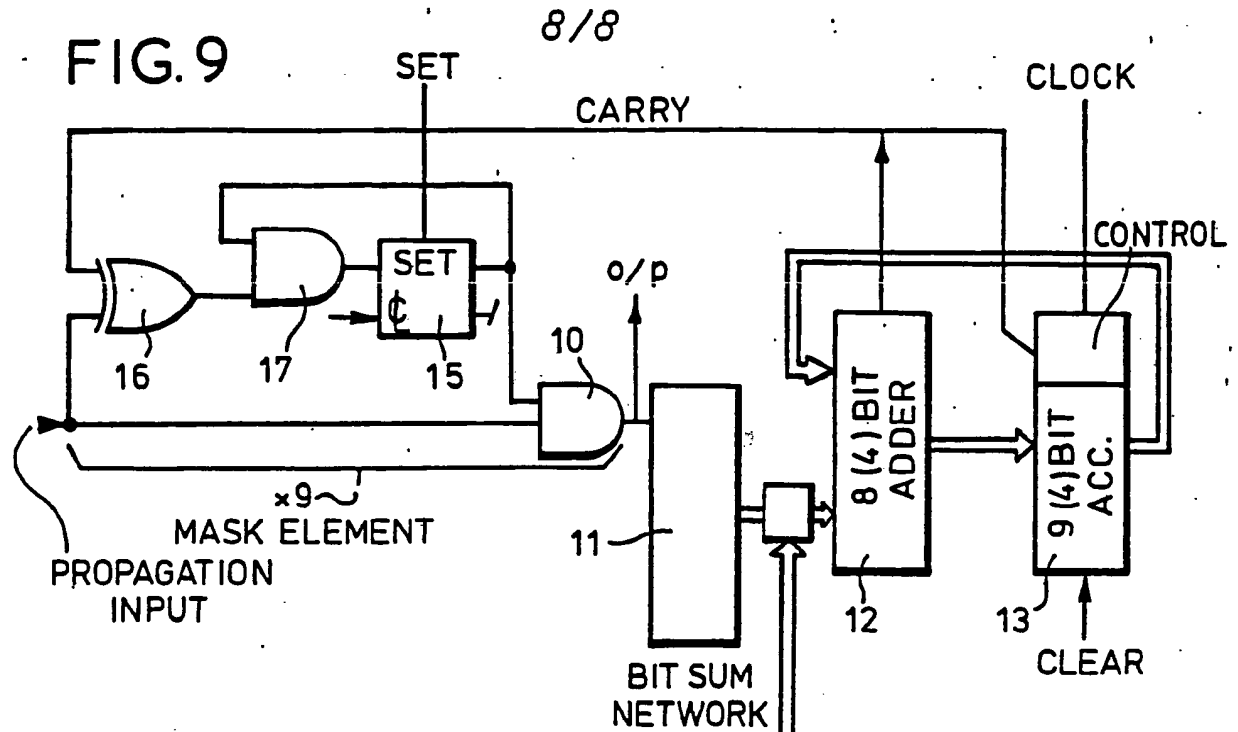 8/8
FIG. 9
SET
CLOCK
CARRY
CONTROL
SET
o/p
C
15
16
17
10
8 (4) BIT
ADDER
9 (4) BIT
ACC.
×9
MASK ELEMENT
11
12
13
PROPAGATION
INPUT
CLEAR
BIT SUM
NETWORK